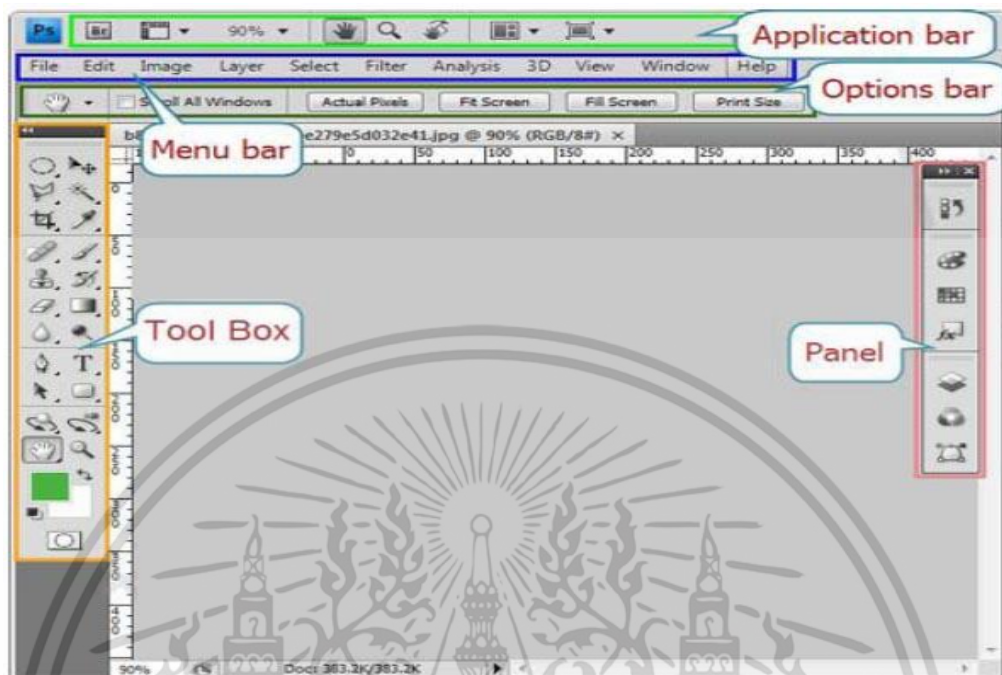 Ps Br 90% Application bar
File Edit Image Layer Select Filter Analysis 3D View Window Help
Scroll All Windows Actual Pixels Fit Screen Fill Screen Print Size Options bar
e279e5d032e41.jpg @ 90% (RGB/8#) ×
Menu bar
0 50 100 150 200 250 300 350 400
Tool Box
T
fx
Panel
90% Doc: 383.2K/383.2K